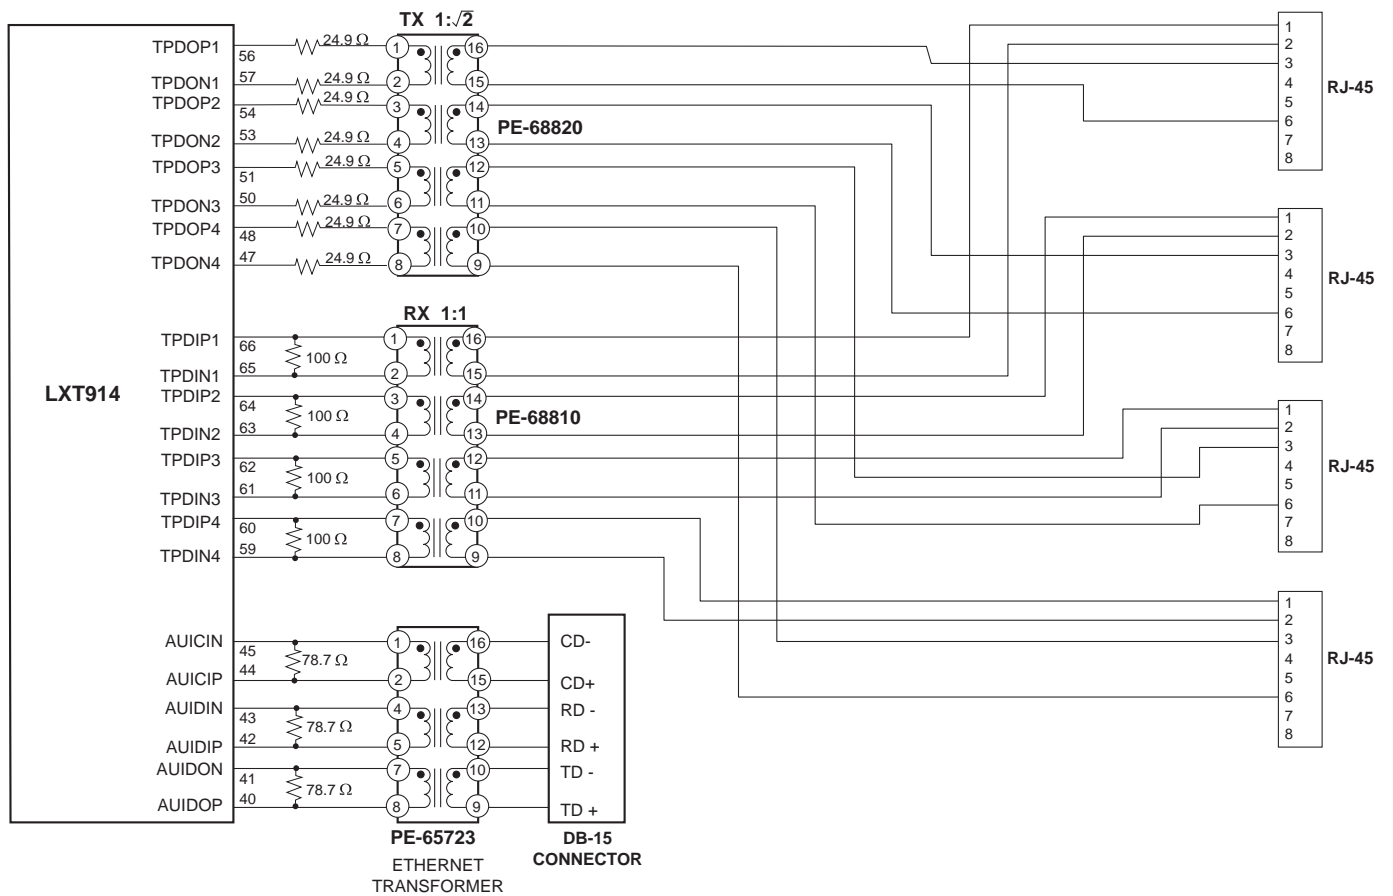 LXT914
TX 1:√2
TPDOP1 56 24.9 Ω 1 16
TPDON1 57 24.9 Ω 2 15
TPDOP2 54 24.9 Ω 3 14
PE-68820
TPDON2 53 24.9 Ω 4 13
TPDOP3 51 24.9 Ω 5 12
TPDON3 50 24.9 Ω 6 11
TPDOP4 48 24.9 Ω 7 10
TPDON4 47 24.9 Ω 8 9
RX 1:1
TPDIP1 66 1 16
100 Ω
TPDIN1 65 2 15
TPDIP2 64 3 14
100 Ω
PE-68810
TPDIN2 63 4 13
TPDIP3 62 5 12
100 Ω
TPDIN3 61 6 11
TPDIP4 60 7 10
100 Ω
TPDIN4 59 8 9
AUICIN 45 1 16 CD-
78.7 Ω
AUICIP 44 2 15 CD+
AUIDIN 43 4 13 RD -
78.7 Ω
AUIDIP 42 5 12 RD +
AUIDON 41 7 10 TD -
78.7 Ω
AUIDOP 40 8 9 TD +
PE-65723
ETHERNET
TRANSFORMER
DB-15
CONNECTOR
1
2
3
4
5
6
7
8
RJ-45
1
2
3
4
5
6
7
8
RJ-45
1
2
3
4
5
6
7
8
RJ-45
1
2
3
4
5
6
7
8
RJ-45